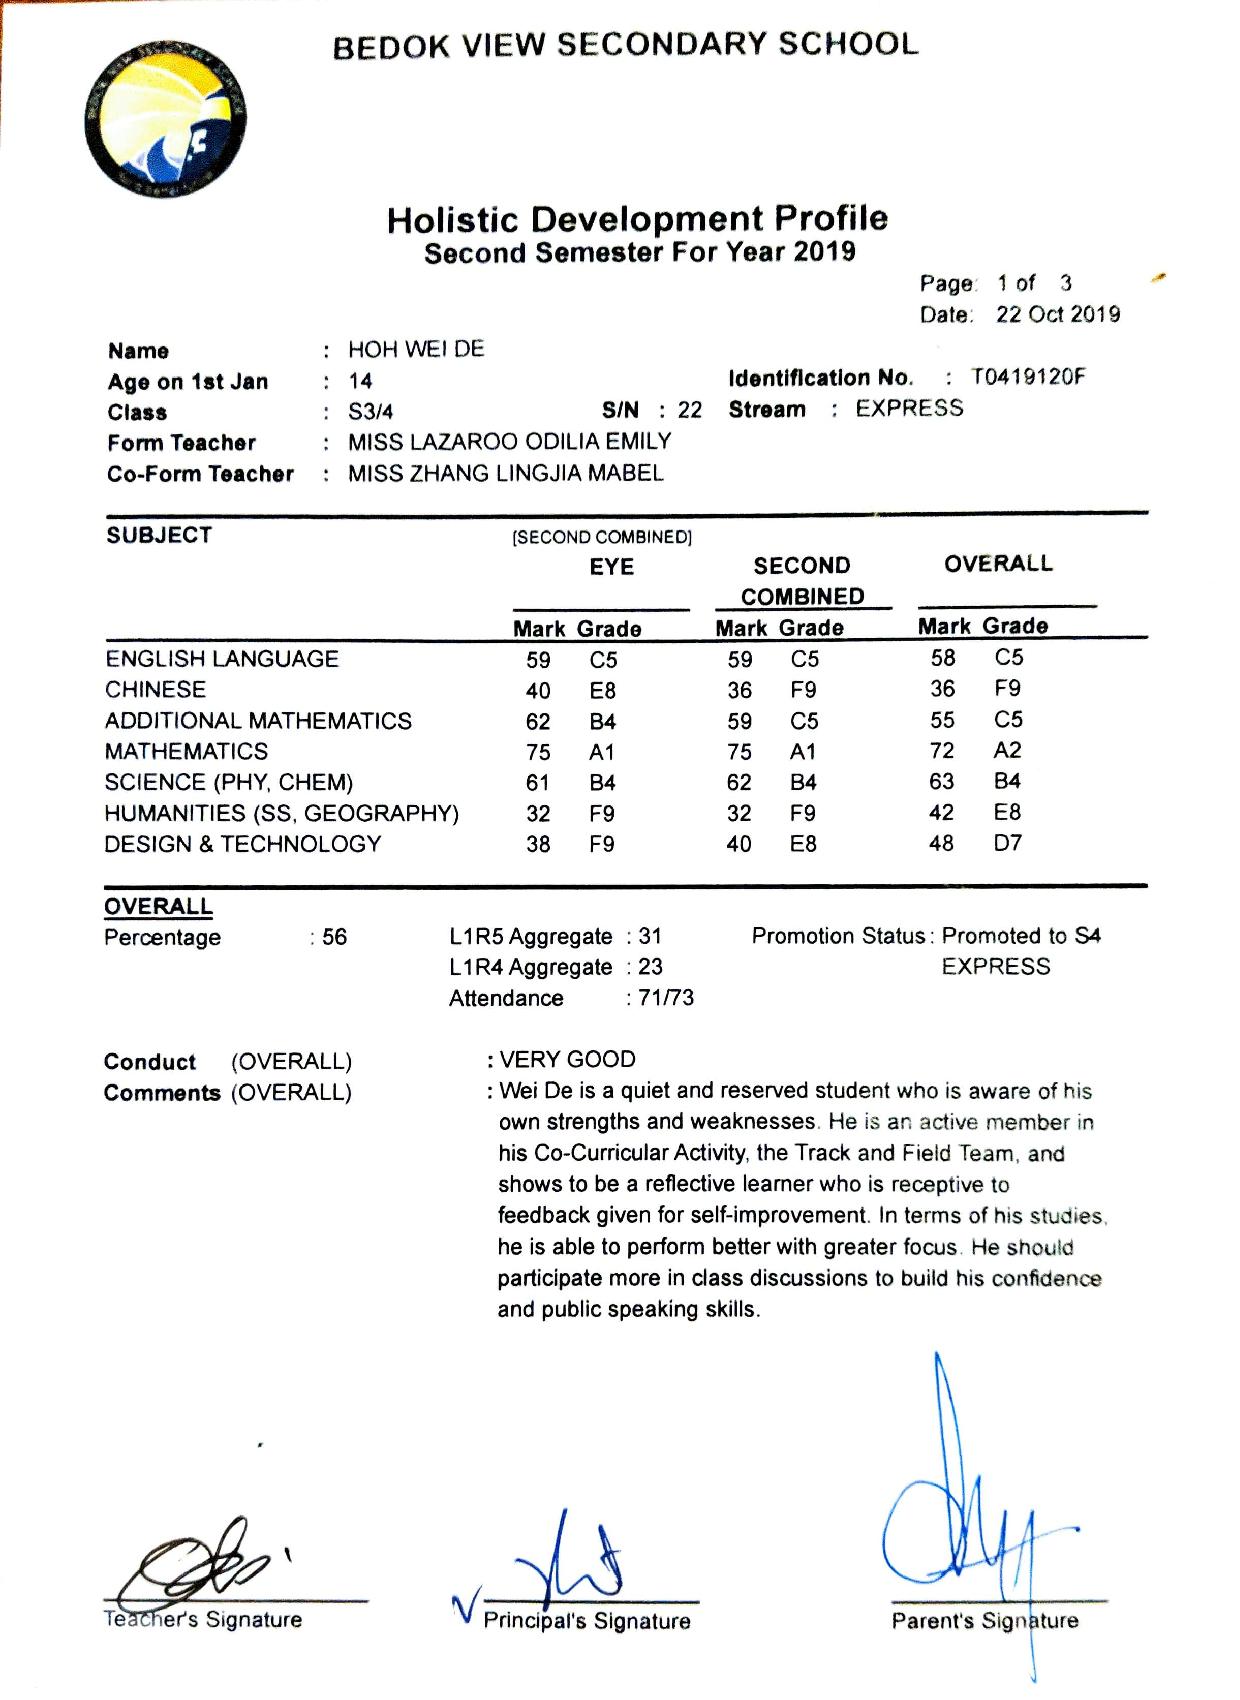 BEDOK VIEW SECONDARY SCHOOL
Holistic Development Profile
Second Semester For Year 2019
Page: 1 of 3
Date: 22 Oct 2019
Name : HOH WEI DE
Age on 1st Jan : 14 Identification No. : T0419120F
Class : S3/4 S/N : 22 Stream : EXPRESS
Form Teacher : MISS LAZAROO ODILIA EMILY
Co-Form Teacher : MISS ZHANG LINGJIA MABEL
SUBJECT [SECOND COMBINED]
EYE SECOND OVERALL
COMBINED
Mark Grade Mark Grade Mark Grade
ENGLISH LANGUAGE 59 C5 59 C5 58 C5
CHINESE 40 E8 36 F9 36 F9
ADDITIONAL MATHEMATICS 62 B4 59 C5 55 C5
MATHEMATICS 75 A1 75 A1 72 A2
SCIENCE (PHY, CHEM) 61 B4 62 B4 63 B4
HUMANITIES (SS, GEOGRAPHY) 32 F9 32 F9 42 E8
DESIGN & TECHNOLOGY 38 F9 40 E8 48 D7
OVERALL
Percentage : 56 L1R5 Aggregate : 31 Promotion Status : Promoted to S4
L1R4 Aggregate : 23 EXPRESS
Attendance : 71/73
Conduct (OVERALL) : VERY GOOD
Comments (OVERALL) : Wei De is a quiet and reserved student who is aware of his
own strengths and weaknesses. He is an active member in
his Co-Curricular Activity, the Track and Field Team, and
shows to be a reflective learner who is receptive to
feedback given for self-improvement. In terms of his studies,
he is able to perform better with greater focus. He should
participate more in class discussions to build his confidence
and public speaking skills.
Teacher's Signature Principal's Signature Parent's Signature